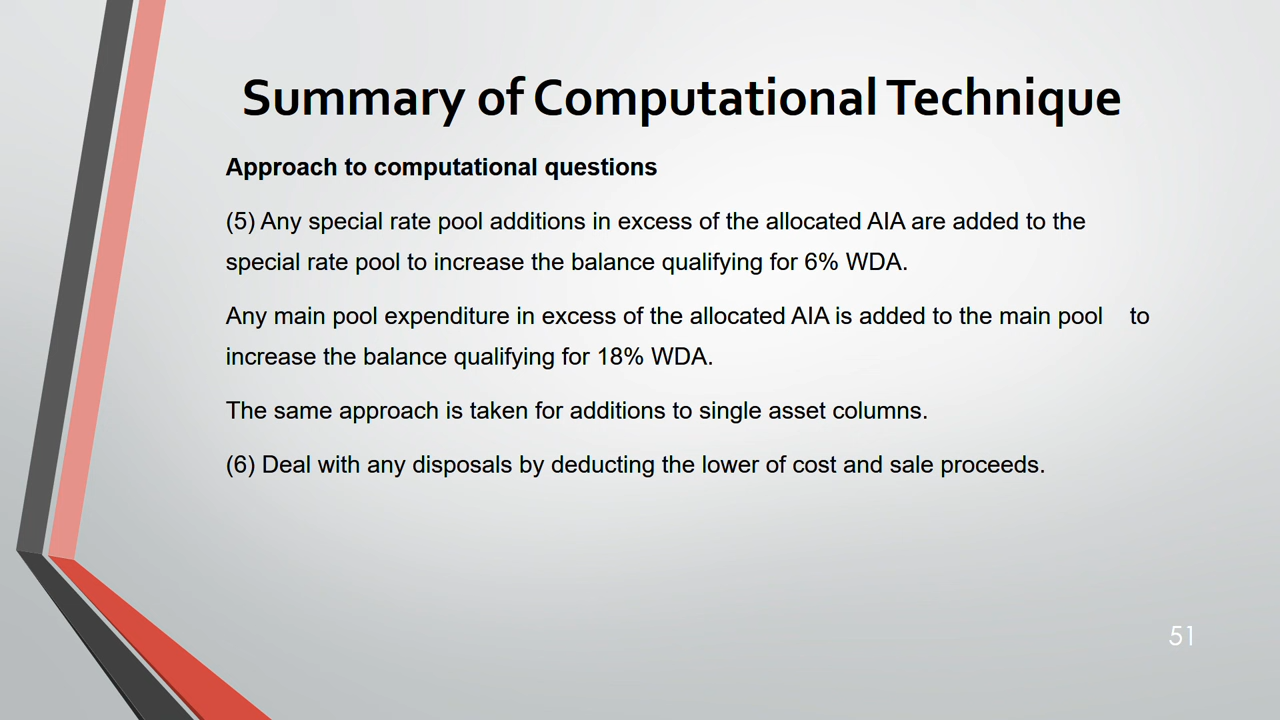 Summary of Computational Technique
Approach to computational questions
(5) Any special rate pool additions in excess of the allocated AIA are added to the
special rate pool to increase the balance qualifying for 6% WDA.
Any main pool expenditure in excess of the allocated AIA is added to the main pool to
increase the balance qualifying for 18% WDA.
The same approach is taken for additions to single asset columns.
(6) Deal with any disposals by deducting the lower of cost and sale proceeds.
51